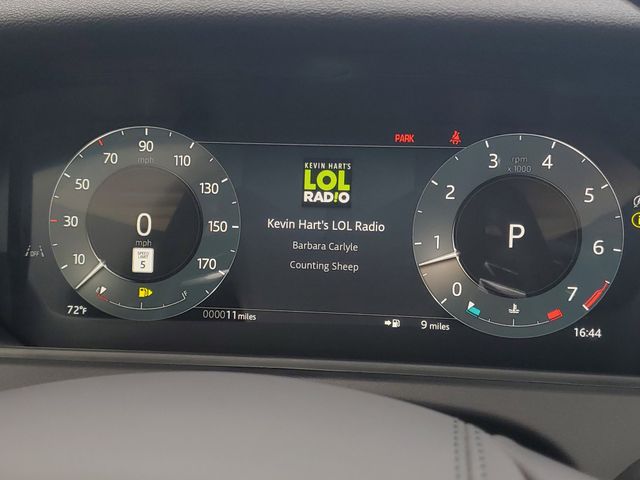 PARK
90
mph
70
110
50
130
30
150
10
170
0
mph
SPEED
LIMIT
5
F
OFF
72°F
000011 miles
KEVIN HART'S
LOL
RADIO
Kevin Hart's LOL Radio
Barbara Carlyle
Counting Sheep
9 miles
rpm
x1000
3
4
2
5
1
6
0
7
P
16:44